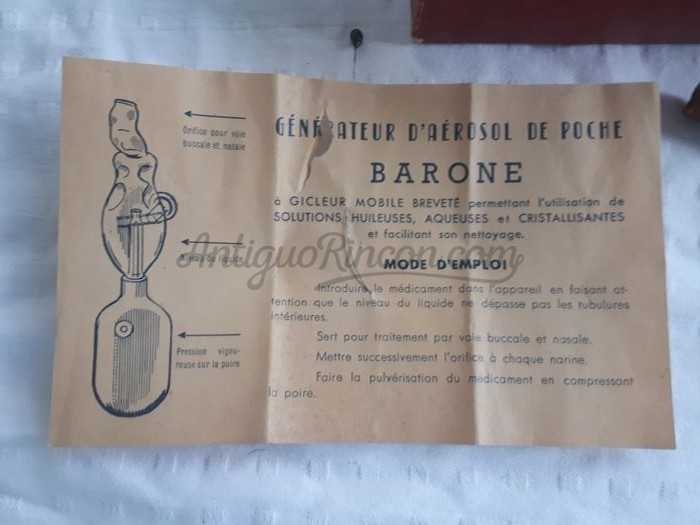 GÉNÉRATEUR D'AÉROSOL DE POCHE
BARONE
à GICLEUR MOBILE BREVETÉ permettant l'utilisation de
SOLUTIONS HUILEUSES, AQUEUSES et CRISTALLISANTES
et facilitant son nettoyage.
MODE D'EMPLOI
Introduire le médicament dans l'appareil en faisant at-
tention que le niveau du liquide ne dépasse pas les tubulures
intérieures.
Sert pour traitement par voie buccale et nasale.
Mettre successivement l'orifice à chaque narine.
Faire la pulvérisation du médicament en compressant
la poire.
Orifice pour voie
buccale et nasale
Niveau du liquide
Pression vigou-
reuse sur la poire
AntiguoRincon.com